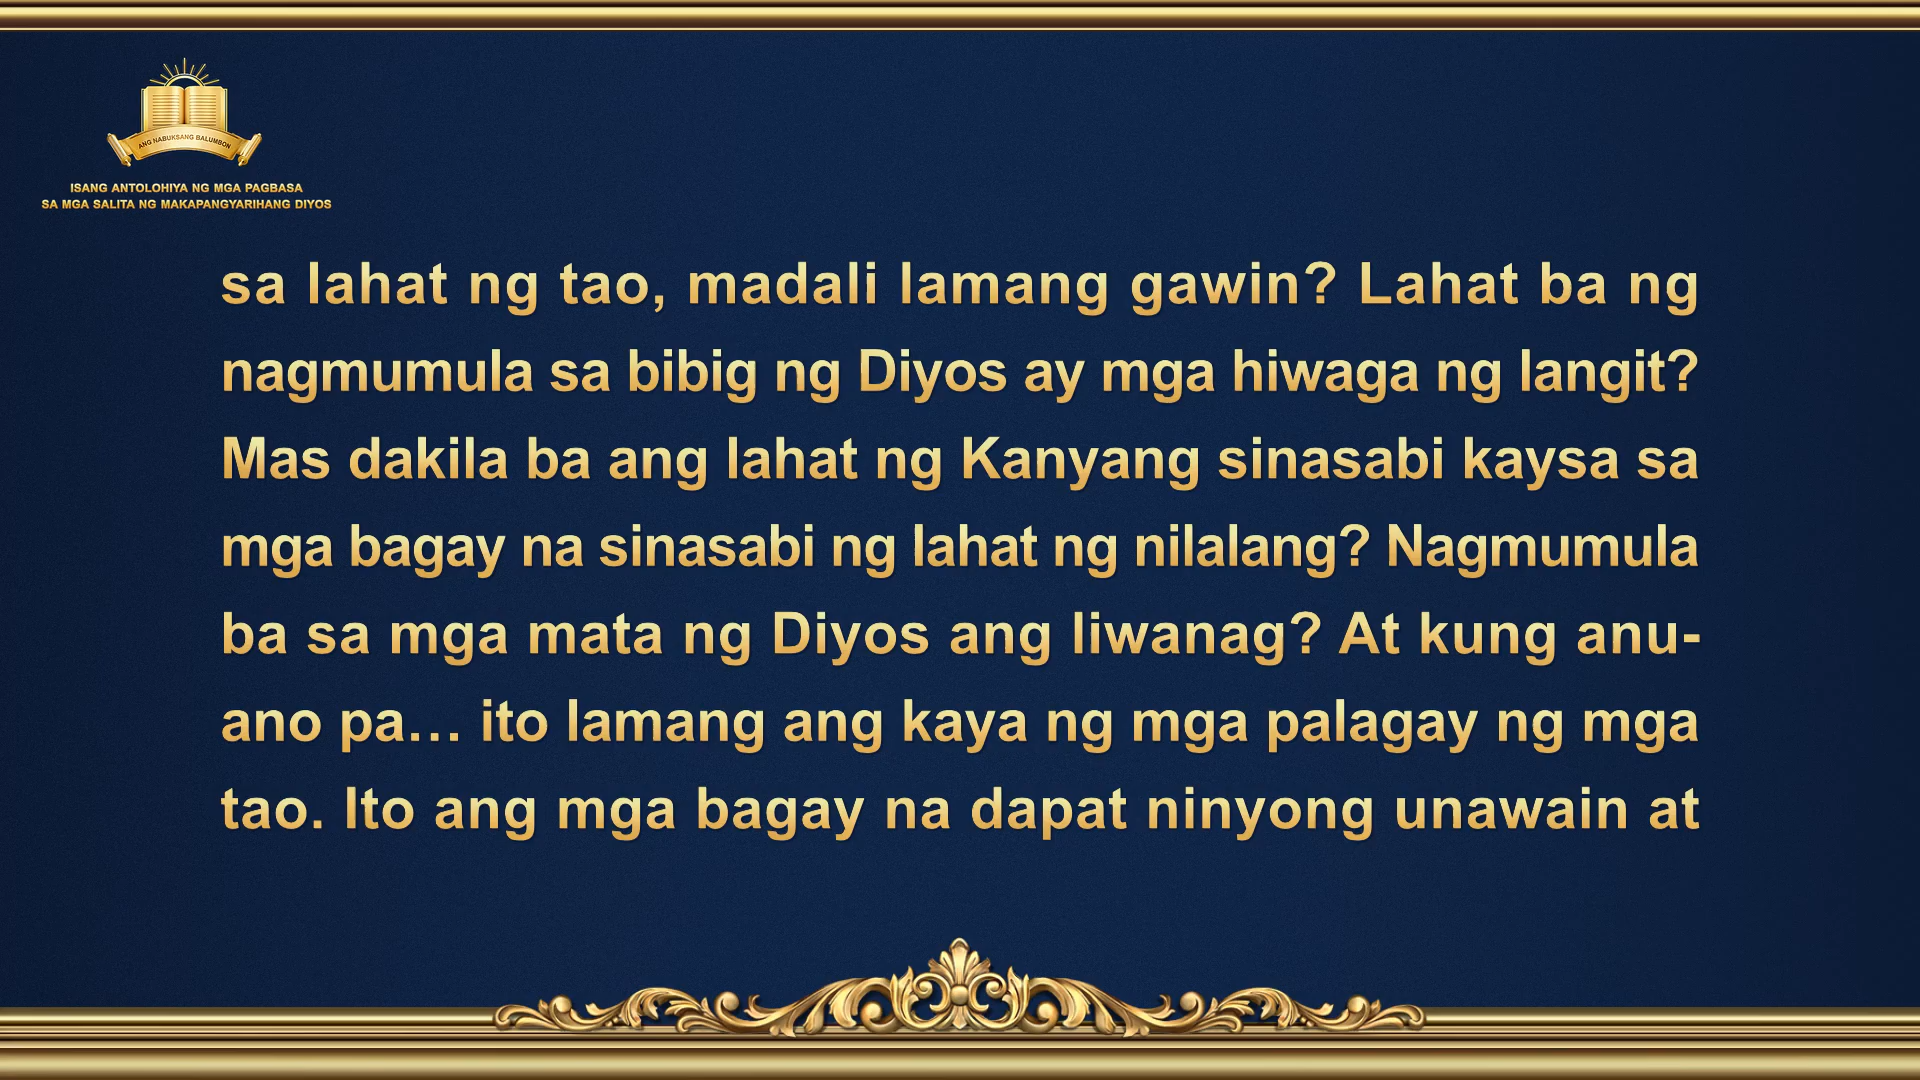 ANG NABUKSANG BALUMBON
ISANG ANTOLOHIYA NG MGA PAGBASA
SA MGA SALITA NG MAKAPANGYARIHANG DIYOS
sa lahat ng tao, madali lamang gawin? Lahat ba ng
nagmumula sa bibig ng Diyos ay mga hiwaga ng langit?
Mas dakila ba ang lahat ng Kanyang sinasabi kaysa sa
mga bagay na sinasabi ng lahat ng nilalang? Nagmumula
ba sa mga mata ng Diyos ang liwanag? At kung anu-
ano pa… ito lamang ang kaya ng mga palagay ng mga
tao. Ito ang mga bagay na dapat ninyong unawain at